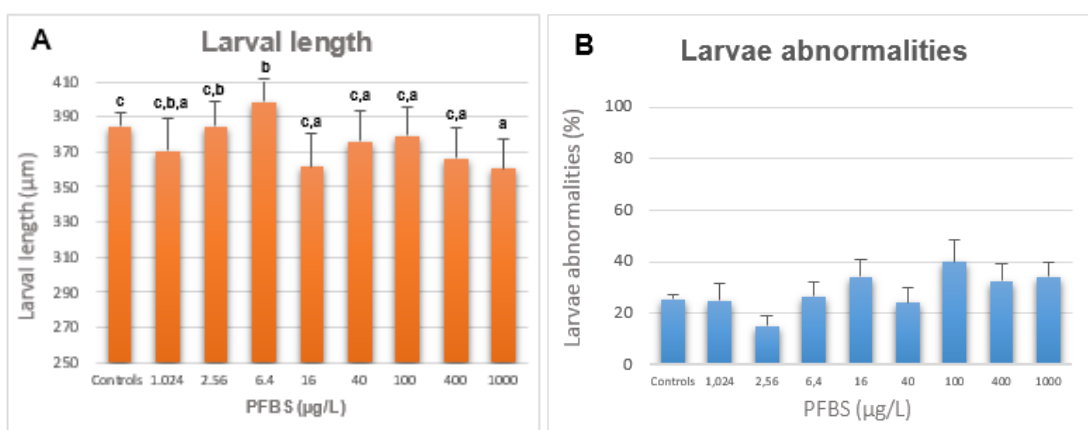 A
Larval length
Larval length (µm)
410
390
370
350
330
310
290
270
250
c
c,b,a
c,b
b
c,a
c,a
c,a
c,a
a
Controls 1.024 2.56 6.4 16 40 100 400 1000
PFBS (µg/L)
B
Larvae abnormalities
Larvae abnormalities (%)
100
80
60
40
20
0
Controls 1,024 2,56 6,4 16 40 100 400 1000
PFBS (µg/L)